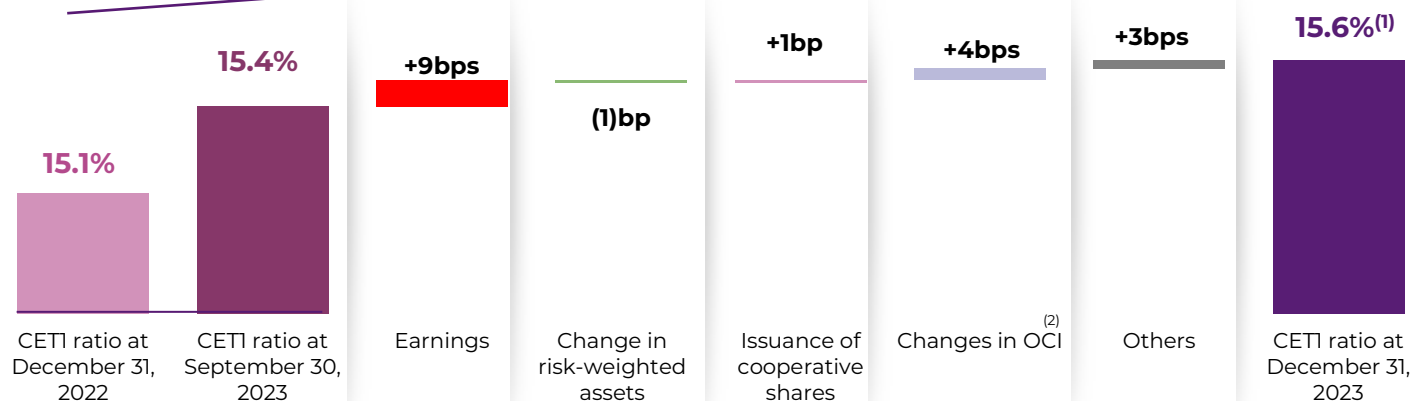 15.1%
15.4%
+9bps
(1)bp
+1bp
+4bps
+3bps
15.6%(1)
CET1 ratio at
December 31,
2022
CET1 ratio at
September 30,
2023
Earnings
Change in
risk-weighted
assets
Issuance of
cooperative
shares
Changes in OCI (2)
Others
CET1 ratio at
December 31,
2023